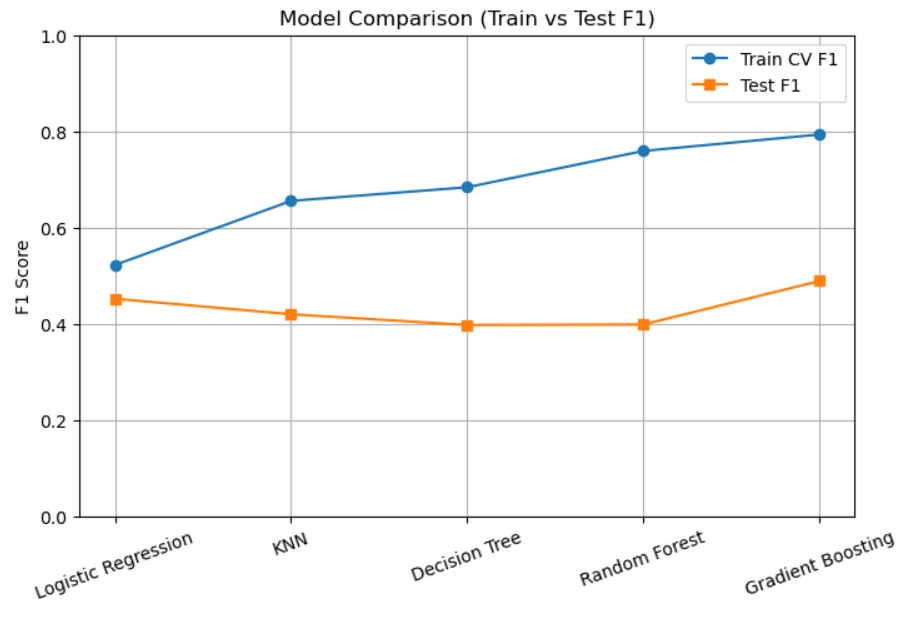 Model Comparison (Train vs Test F1)
Train CV F1
Test F1
F1 Score
1.0
0.8
0.6
0.4
0.2
0.0
Logistic Regression
KNN
Decision Tree
Random Forest
Gradient Boosting